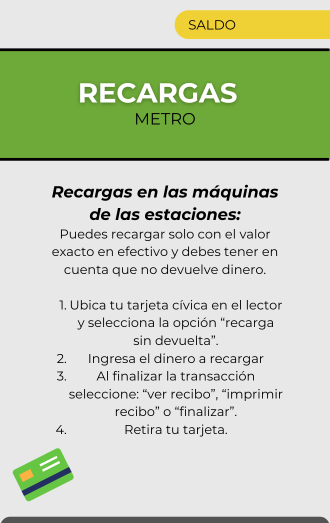 SALDO
RECARGAS
METRO
Recargas en las máquinas
de las estaciones:
Puedes recargar solo con el valor
exacto en efectivo y debes tener en
cuenta que no devuelve dinero.
1. Ubica tu tarjeta cívica en el lector
y selecciona la opción “recarga
sin devuelta”.
2. Ingresa el dinero a recargar
3. Al finalizar la transacción
seleccione: “ver recibo”, “imprimir
recibo” o “finalizar”.
4. Retira tu tarjeta.